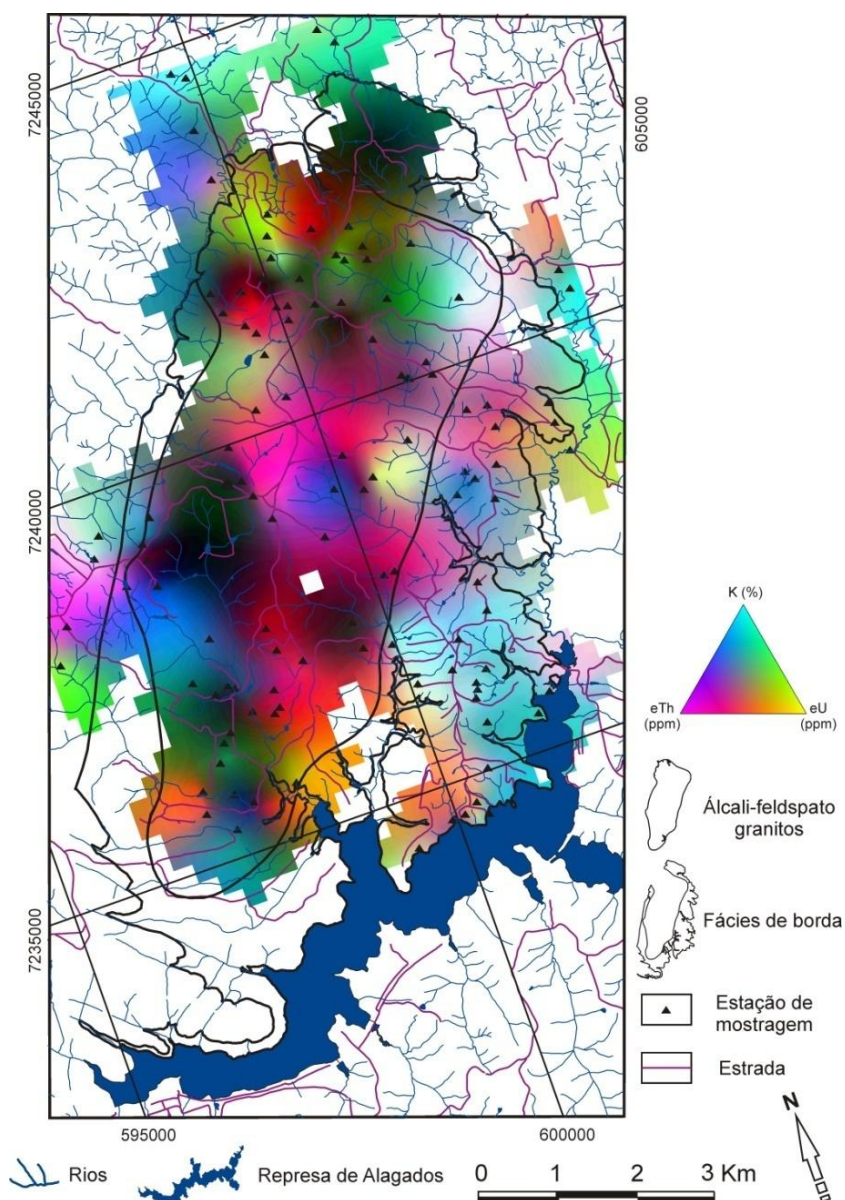 7245000
605000
7240000
7235000
K (%)
eTh
(ppm)
eU
(ppm)
Álcali-feldspato
granitos
Fácies de borda
Estação de
mostragem
Estrada
N
595000
600000
Rios
Represa de Alagados
0 1 2 3 Km